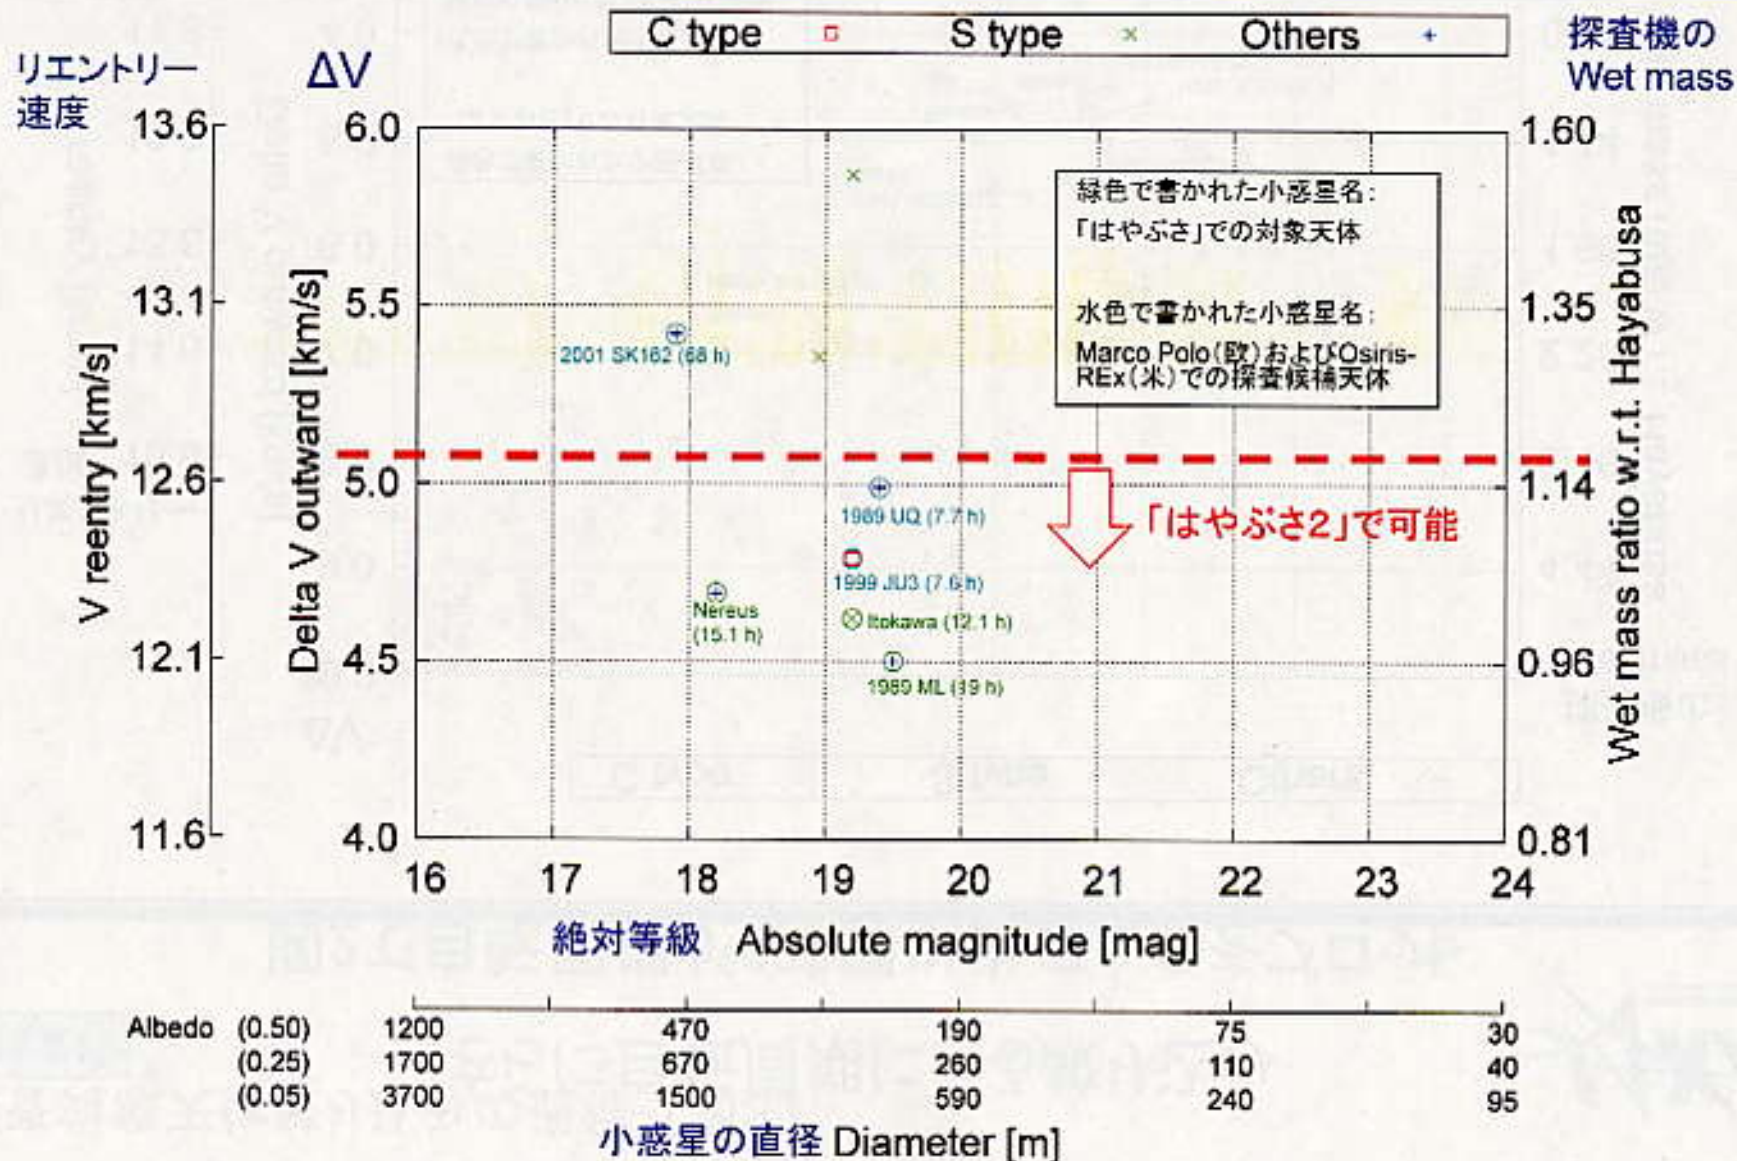 C type S type Others
リエントリー
速度
ΔV
探査機の
Wet mass
13.6
13.1
12.6
12.1
11.6
V reentry [km/s]
6.0
5.5
5.0
4.5
4.0
Delta V outward [km/s]
1.60
1.35
1.14
0.96
0.81
Wet mass ratio w.r.t. Hayabusa
緑色で書かれた小惑星名:
「はやぶさ」での対象天体
水色で書かれた小惑星名:
Marco Polo(欧)およびOsiris-
REx(米)での探査候補天体
2001 SK162 (68 h)
1989 UQ (7.7 h)
「はやぶさ2」で可能
1999 JU3 (7.6 h)
Nereus
(15.1 h)
Itokawa (12.1 h)
1989 ML (19 h)
16 17 18 19 20 21 22 23 24
絶対等級 Absolute magnitude [mag]
Albedo (0.50) 1200 470 190 75 30
(0.25) 1700 670 260 110 40
(0.05) 3700 1500 590 240 95
小惑星の直径 Diameter [m]